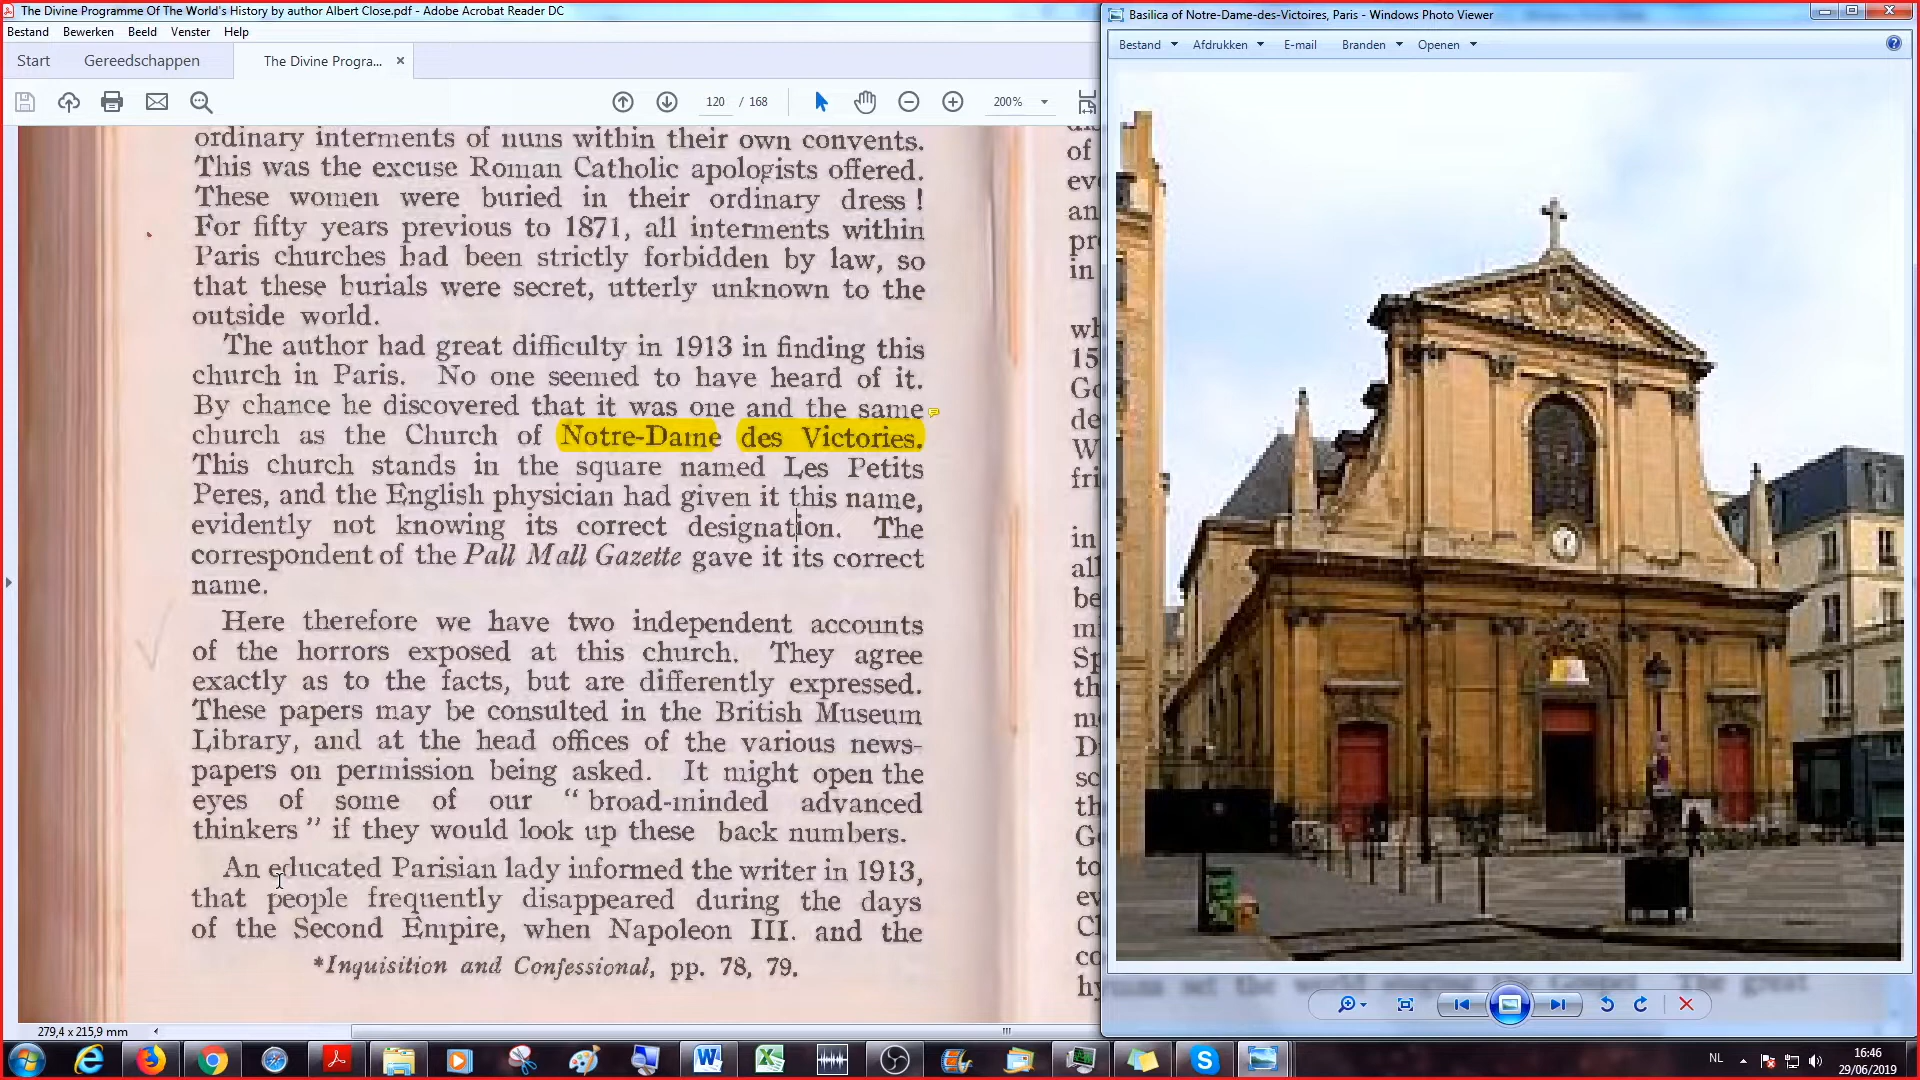 The Divine Programme Of The World's History by author Albert Close.pdf - Adobe Acrobat Reader DC
Bestand Bewerken Beeld Venster Help
Start Gereedschappen The Divine Progra... ×
120 / 168 200%
ordinary interments of nuns within their own convents.
This was the excuse Roman Catholic apologists offered.
These women were buried in their ordinary dress !
For fifty years previous to 1871, all interments within
Paris churches had been strictly forbidden by law, so
that these burials were secret, utterly unknown to the
outside world.
The author had great difficulty in 1913 in finding this
church in Paris. No one seemed to have heard of it.
By chance he discovered that it was one and the same
church as the Church of Notre-Dame des Victories.
This church stands in the square named Les Petits
Peres, and the English physician had given it this name,
evidently not knowing its correct designation. The
correspondent of the Pall Mall Gazette gave it its correct
name.
Here therefore we have two independent accounts
of the horrors exposed at this church. They agree
exactly as to the facts, but are differently expressed.
These papers may be consulted in the British Museum
Library, and at the head offices of the various news-
papers on permission being asked. It might open the
eyes of some of our “ broad-minded advanced
thinkers ” if they would look up these back numbers.
An educated Parisian lady informed the writer in 1913,
that people frequently disappeared during the days
of the Second Empire, when Napoleon III. and the
*Inquisition and Confessional, pp. 78, 79.
279,4 x 215,9 mm
Basilica of Notre-Dame-des-Victoires, Paris - Windows Photo Viewer
Bestand Afdrukken E-mail Branden Openen
of
in
15
in
to
The great
NL
16:46
29/06/2019